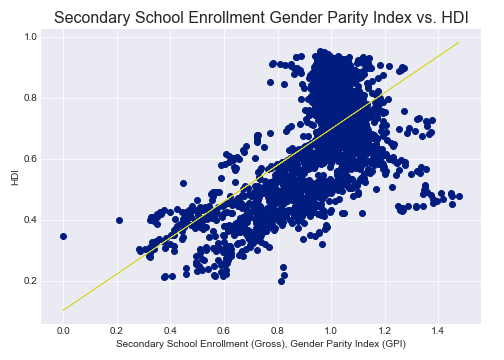 Secondary School Enrollment Gender Parity Index vs. HDI
1.0
0.8
0.6
0.4
0.2
HDI
0.0 0.2 0.4 0.6 0.8 1.0 1.2 1.4
Secondary School Enrollment (Gross), Gender Parity Index (GPI)